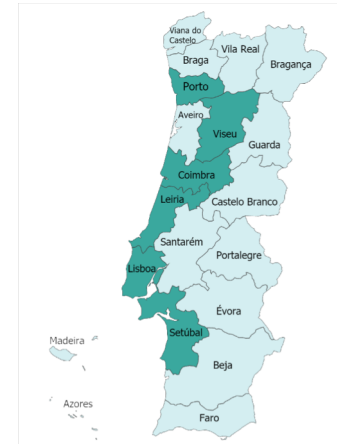 Viana do
Castelo
Vila Real
Braga
Bragança
Porto
Aveiro
Viseu
Guarda
Coimbra
Leiria
Castelo Branco
Santarém
Portalegre
Lisboa
Évora
Setúbal
Madeira
Beja
Azores
Faro